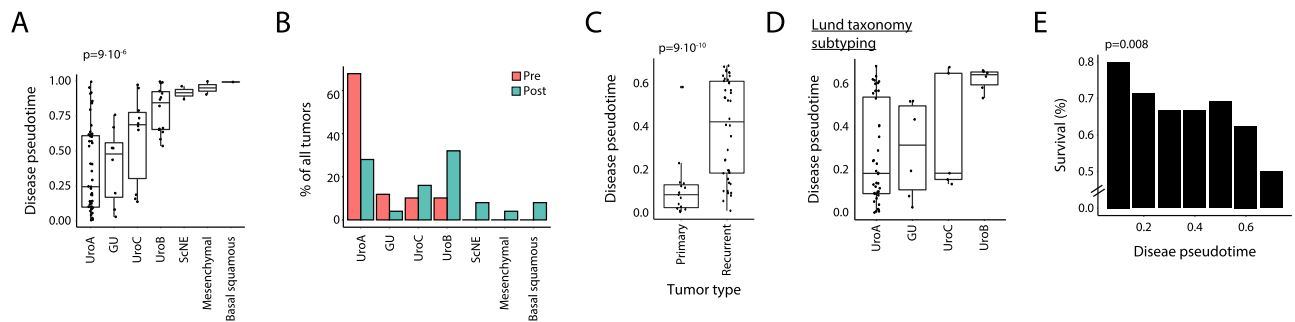 A
p=9·10-6
Disease pseudotime
1.00
0.75
0.50
0.25
0.00
UroA
GU
UroC
UroB
ScNE
Mesenchymal
Basal squamous
B
% of all tumors
60
40
20
0
Pre
Post
UroA
GU
UroC
UroB
ScNE
Mesenchymal
Basal squamous
C
p=9·10-10
Disease pseudotime
0.6
0.4
0.2
0.0
Primary
Recurrent
Tumor type
D
Lund taxonomy
subtyping
Disease pseudotime
0.6
0.4
0.2
0.0
UroA
GU
UroC
UroB
E
p=0.008
Survival (%)
0.8
0.7
0.6
0.5
0.0
0.2
0.4
0.6
Diseae pseudotime